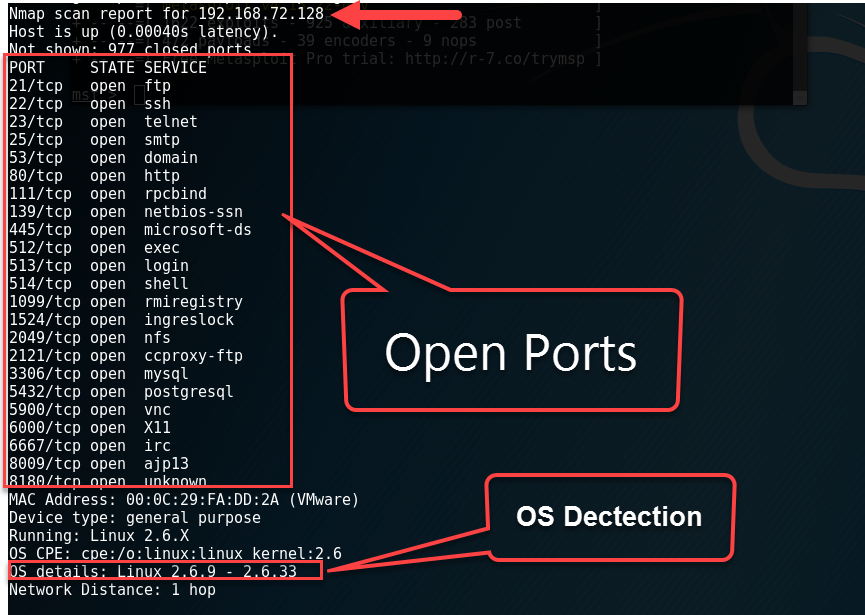 Nmap scan report for 192.168.72.128
Host is up (0.00040s latency).
Not shown: 977 closed ports
PORT STATE SERVICE
21/tcp open ftp
22/tcp open ssh
23/tcp open telnet
25/tcp open smtp
53/tcp open domain
80/tcp open http
111/tcp open rpcbind
139/tcp open netbios-ssn
445/tcp open microsoft-ds
512/tcp open exec
513/tcp open login
514/tcp open shell
1099/tcp open rmiregistry
1524/tcp open ingreslock
2049/tcp open nfs
2121/tcp open ccproxy-ftp
3306/tcp open mysql
5432/tcp open postgresql
5900/tcp open vnc
6000/tcp open X11
6667/tcp open irc
8009/tcp open ajp13
8180/tcp open unknown
MAC Address: 00:0C:29:FA:DD:2A (VMware)
Device type: general purpose
Running: Linux 2.6.X
OS CPE: cpe:/o:linux:linux_kernel:2.6
OS details: Linux 2.6.9 - 2.6.33
Network Distance: 1 hop
925 auxiliary - 283 post ]
payloads - 39 encoders - 9 nops ]
Metasploit Pro trial: http://r-7.co/trymsp ]
msf >
Open Ports
OS Dectection